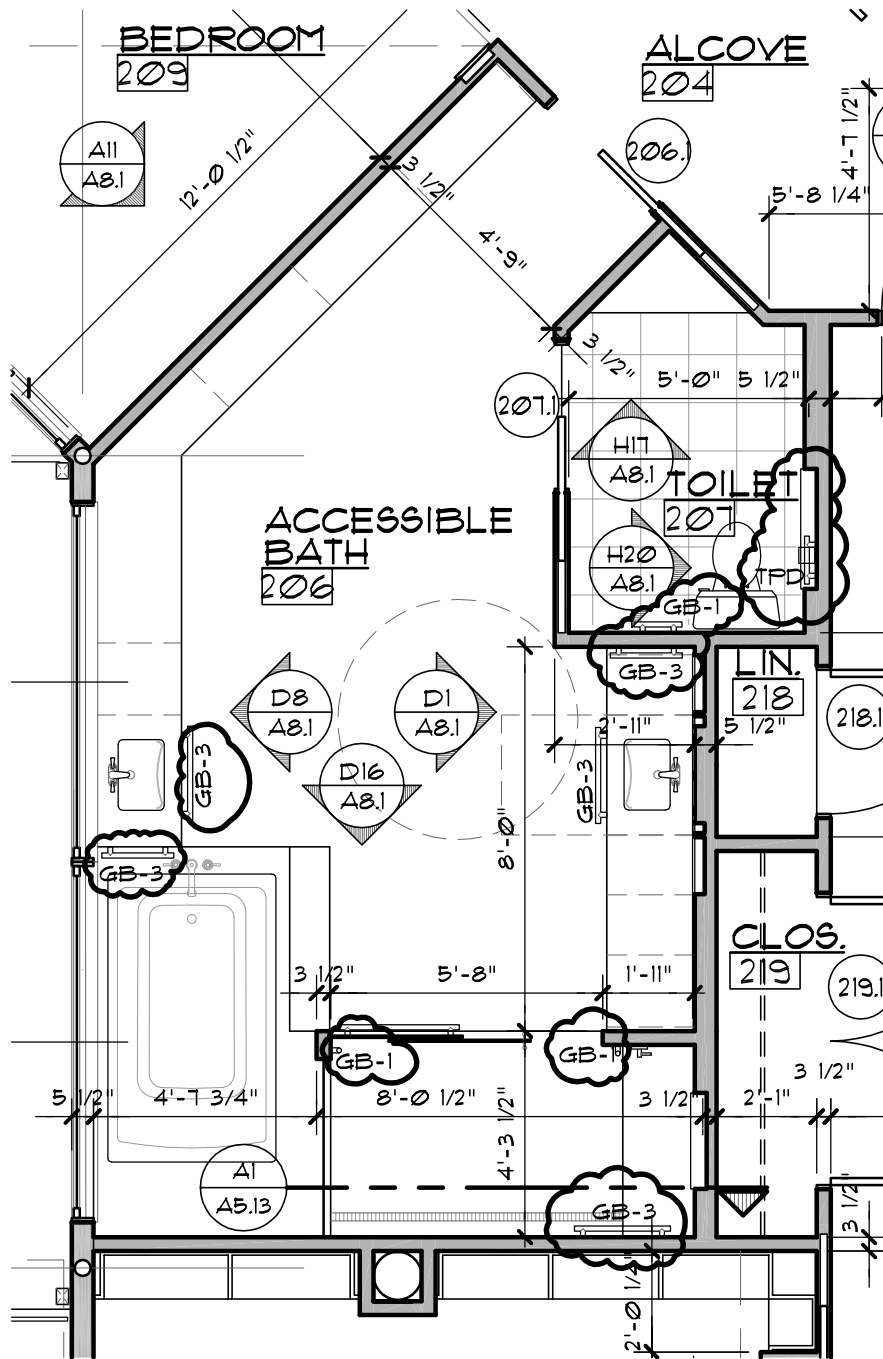 BEDROOM
209
ALCOVE
204
A11
A8.1
206.1
12'-0 1/2"
3 1/2"
4'-7 1/2"
5'-8 1/4"
4'-9"
3 1/2"
5'-0"
5 1/2"
207.1
H17
A8.1
TOILET
207
ACCESSIBLE
BATH
206
H20
A8.1
TPD
GB-1
GB-3
LIN.
218
D8
A8.1
D1
A8.1
2'-11"
5 1/2"
218.1
D16
A8.1
GB-3
GB-3
8'-0"
GB-3
CLOS.
219
3 1/2"
5'-8"
1'-11"
219.1
GB-1
GB-1
3 1/2"
5 1/2"
4'-7 3/4"
8'-0 1/2"
3 1/2"
2'-1"
4'-3 1/2"
A1
A5.13
GB-3
3 1/2"
2'-0 1/4"